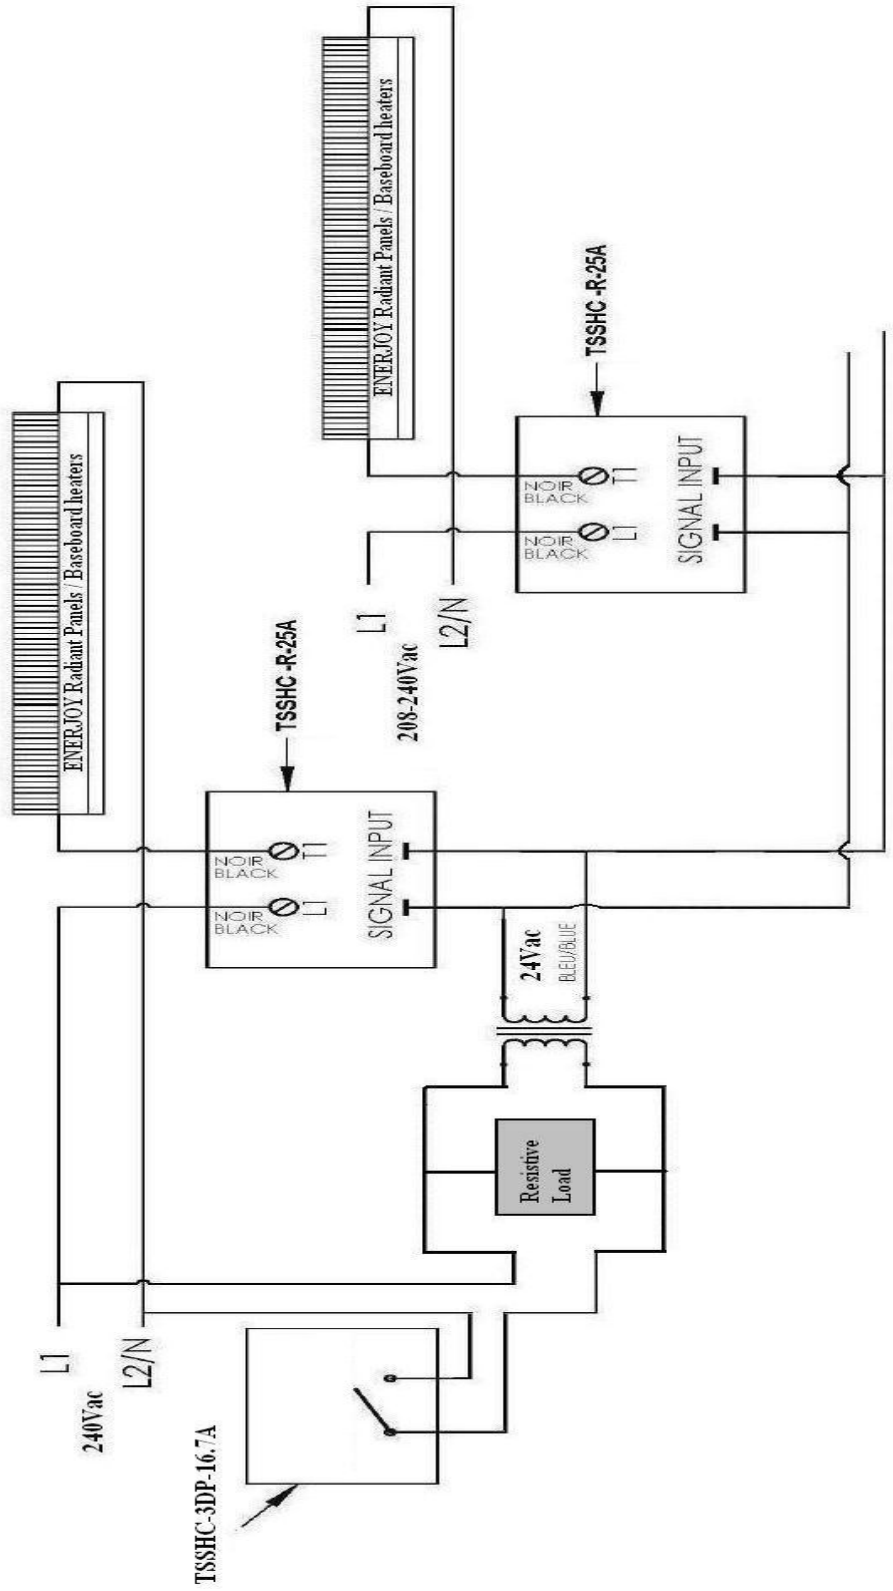 ENERJOY Radiant Panels / Baseboard heaters
ENERJOY Radiant Panels / Baseboard heaters
TSSHC -R-25A
NOIR
BLACK
L1
NOIR
BLACK
T1
SIGNAL INPUT
L1
208-240Vac
L2/N
TSSHC -R-25A
NOIR
BLACK
L1
NOIR
BLACK
T1
SIGNAL INPUT
24Vac
BLEU/BLUE
Resistive
Load
L1
240Vac
L2/N
TSSHC-3DP-16.7A